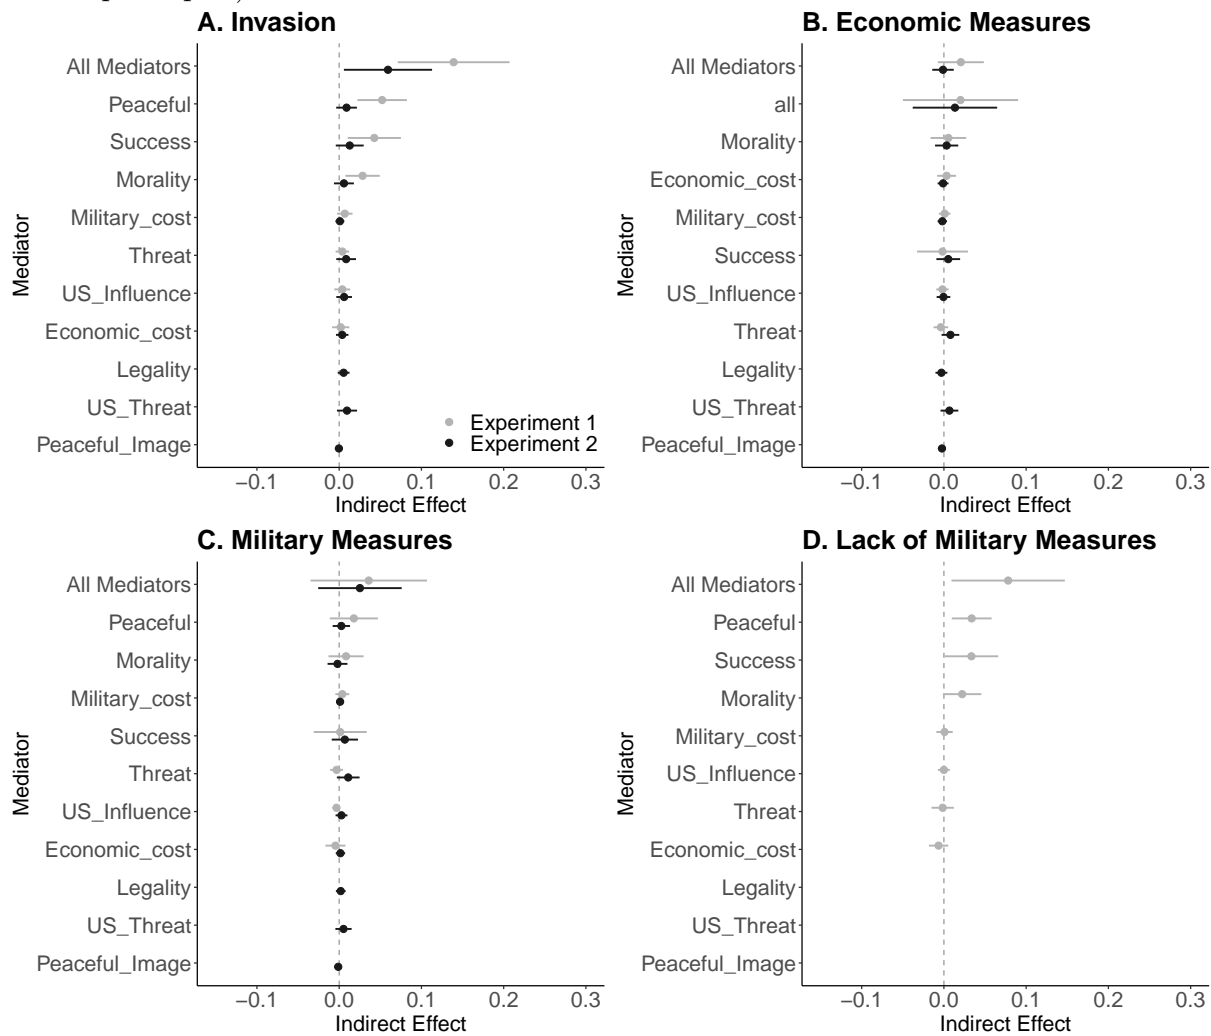 A. Invasion
All Mediators
Peaceful
Success
Morality
Military_cost
Threat
US_Influence
Economic_cost
Legality
US_Threat
Peaceful_Image
Mediator
Experiment 1
Experiment 2
−0.1 0.0 0.1 0.2 0.3
Indirect Effect
B. Economic Measures
All Mediators
all
Morality
Economic_cost
Military_cost
Success
US_Influence
Threat
Legality
US_Threat
Peaceful_Image
Mediator
−0.1 0.0 0.1 0.2 0.3
Indirect Effect
C. Military Measures
All Mediators
Peaceful
Morality
Military_cost
Success
Threat
US_Influence
Economic_cost
Legality
US_Threat
Peaceful_Image
Mediator
−0.1 0.0 0.1 0.2 0.3
Indirect Effect
D. Lack of Military Measures
All Mediators
Peaceful
Success
Morality
Military_cost
US_Influence
Threat
Economic_cost
Legality
US_Threat
Peaceful_Image
Mediator
−0.1 0.0 0.1 0.2 0.3
Indirect Effect